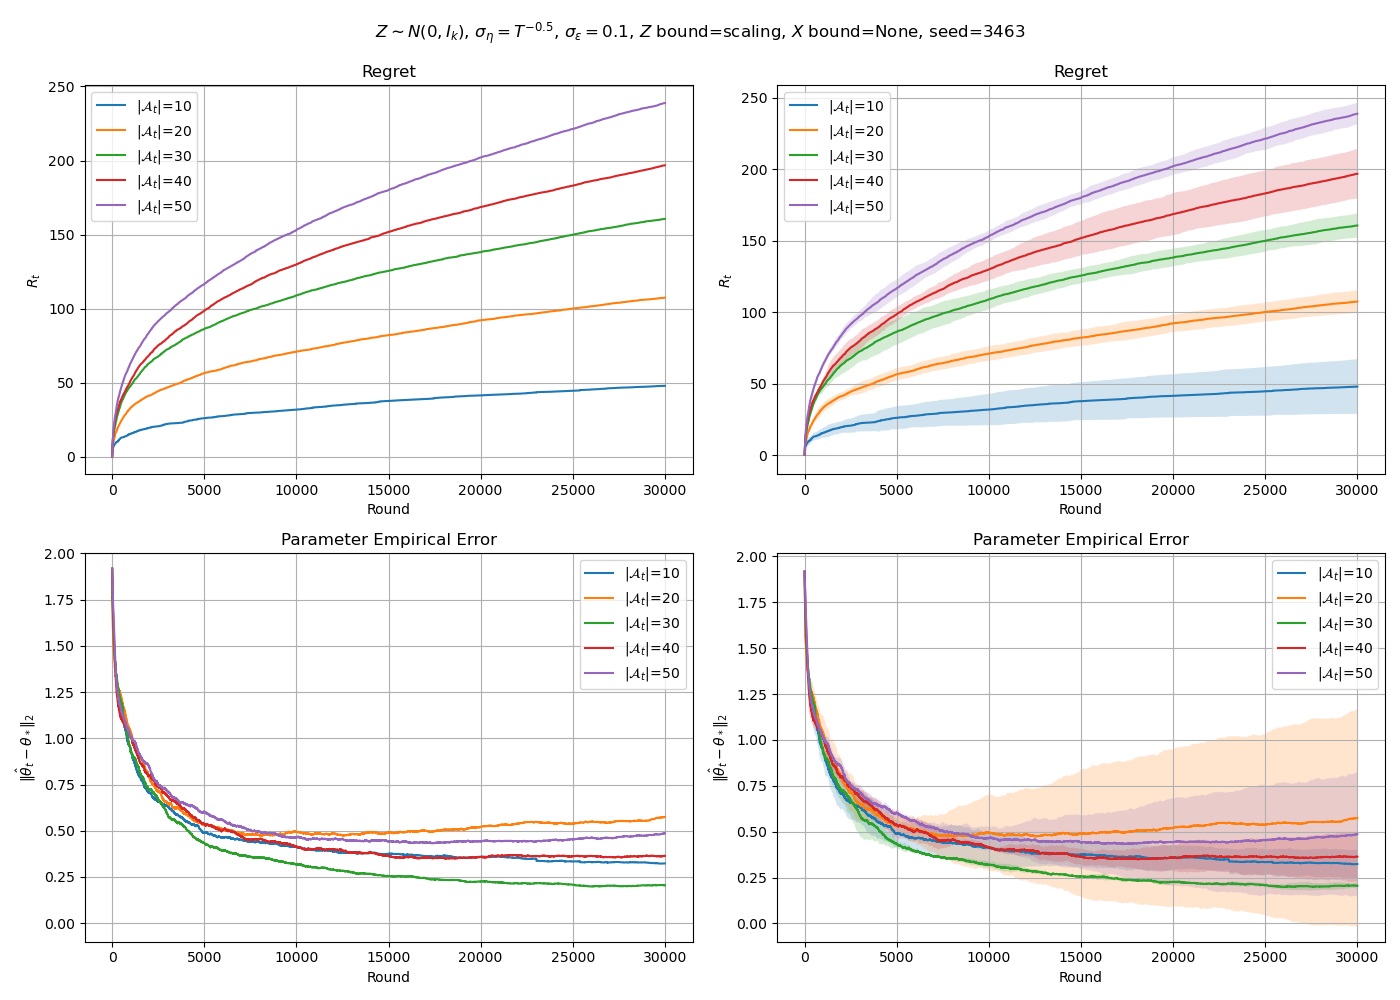 Z ∼ N(0, I_k), σ_η = T^{−0.5}, σ_ε = 0.1, Z bound=scaling, X bound=None, seed=3463
Regret
250
200
150
100
50
0
R_t
|𝒜_t|=10
|𝒜_t|=20
|𝒜_t|=30
|𝒜_t|=40
|𝒜_t|=50
0 5000 10000 15000 20000 25000 30000
Round
Regret
250
200
150
100
50
0
R_t
|𝒜_t|=10
|𝒜_t|=20
|𝒜_t|=30
|𝒜_t|=40
|𝒜_t|=50
0 5000 10000 15000 20000 25000 30000
Round
Parameter Empirical Error
2.00
1.75
1.50
1.25
1.00
0.75
0.50
0.25
0.00
‖θ̂_t − θ_*‖₂
|𝒜_t|=10
|𝒜_t|=20
|𝒜_t|=30
|𝒜_t|=40
|𝒜_t|=50
0 5000 10000 15000 20000 25000 30000
Round
Parameter Empirical Error
2.00
1.75
1.50
1.25
1.00
0.75
0.50
0.25
0.00
‖θ̂_t − θ_*‖₂
|𝒜_t|=10
|𝒜_t|=20
|𝒜_t|=30
|𝒜_t|=40
|𝒜_t|=50
0 5000 10000 15000 20000 25000 30000
Round